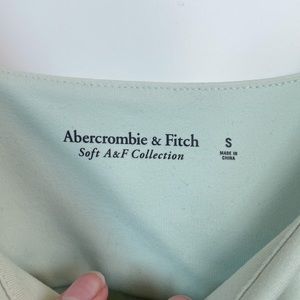 Abercrombie & Fitch
Soft A&F Collection
S
MADE IN
CHINA